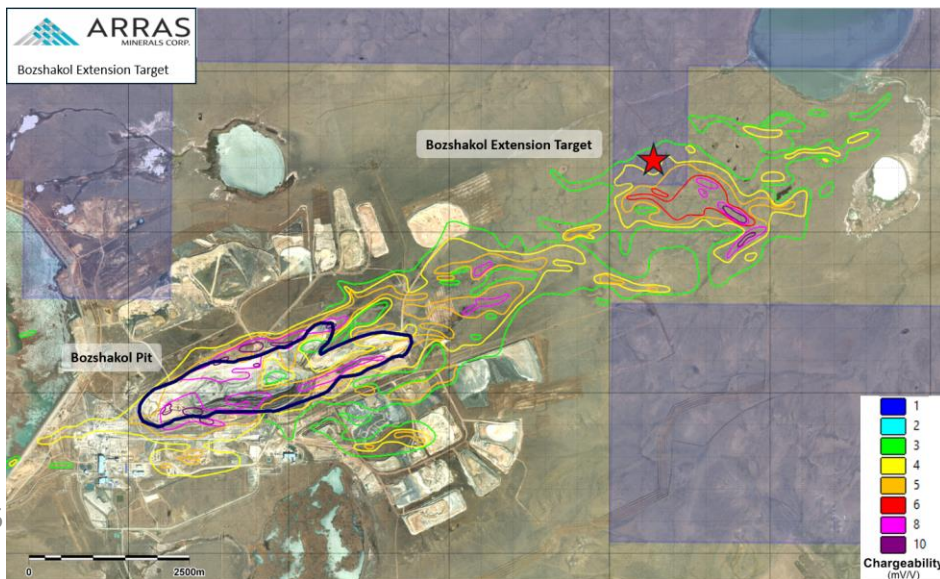 ARRAS
MINERALS CORP.
Bozshakol Extension Target
Bozshakol Extension Target
Bozshakol Pit
1
2
3
4
5
6
8
10
Chargeability
(mV/V)
0
2500m